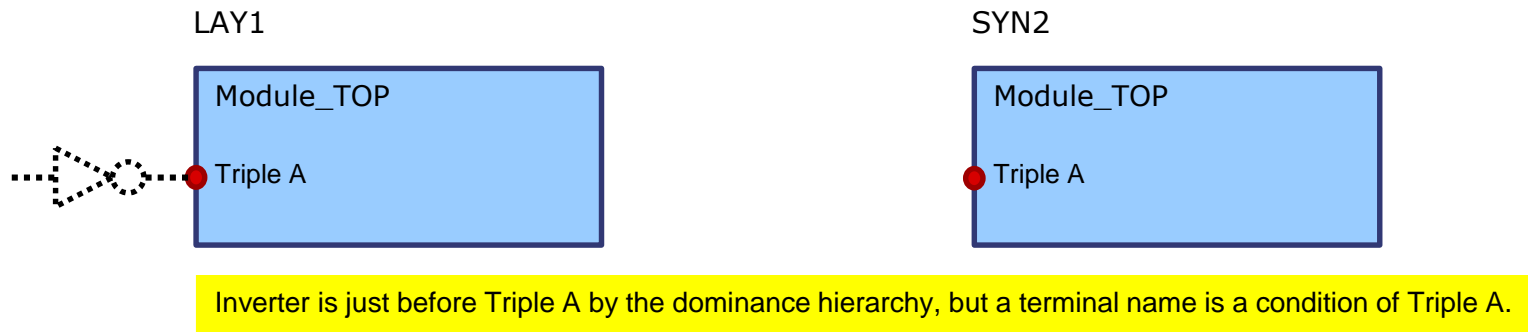 LAY1
SYN2
Module_TOP
Module_TOP
Triple A
Triple A
Inverter is just before Triple A by the dominance hierarchy, but a terminal name is a condition of Triple A.